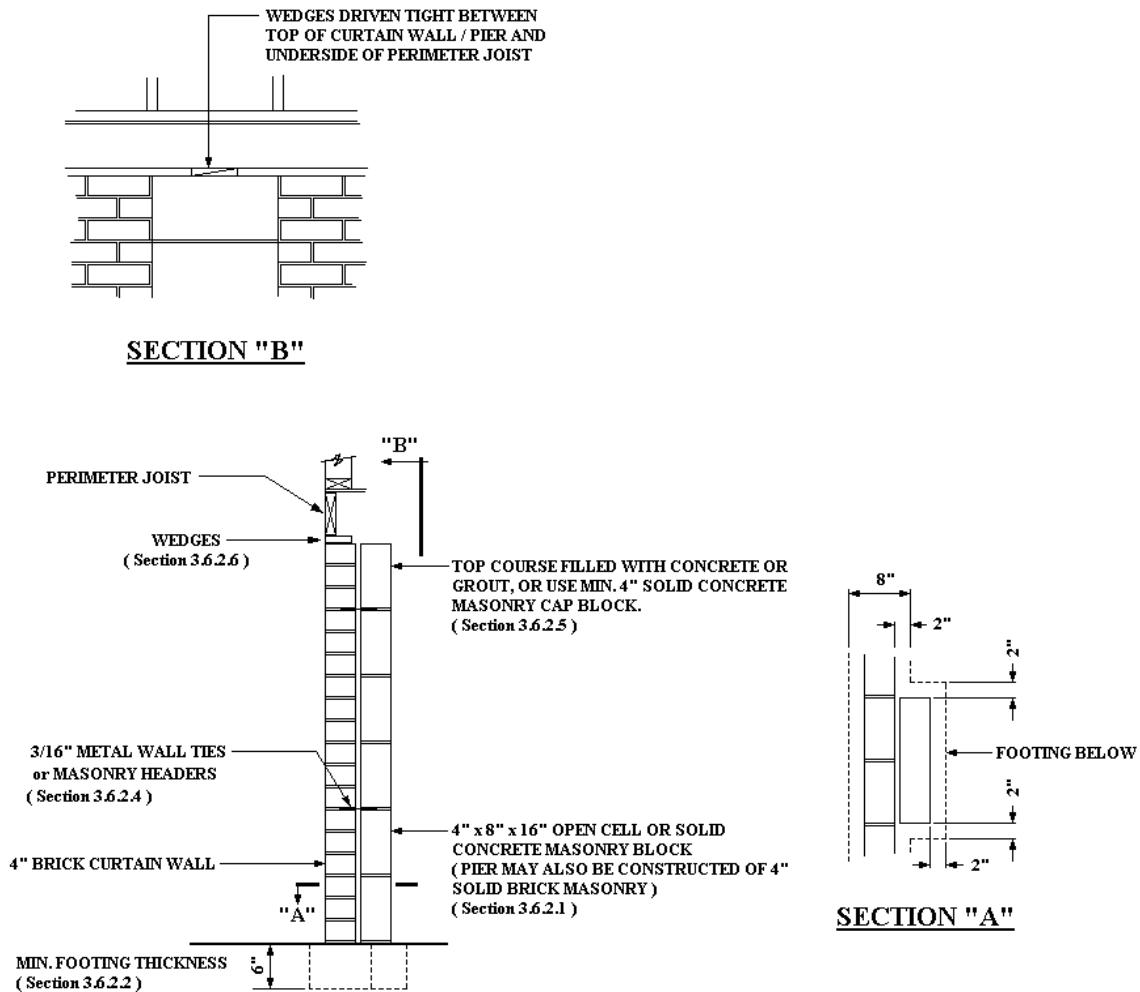 WEDGES DRIVEN TIGHT BETWEEN
TOP OF CURTAIN WALL / PIER AND
UNDERSIDE OF PERIMETER JOIST
SECTION "B"
"B"
PERIMETER JOIST
WEDGES
( Section 3.6.2.6 )
TOP COURSE FILLED WITH CONCRETE OR
GROUT, OR USE MIN. 4" SOLID CONCRETE
MASONRY CAP BLOCK.
( Section 3.6.2.5 )
3/16" METAL WALL TIES
or MASONRY HEADERS
( Section 3.6.2.4 )
4" BRICK CURTAIN WALL
4" x 8" x 16" OPEN CELL OR SOLID
CONCRETE MASONRY BLOCK
( PIER MAY ALSO BE CONSTRUCTED OF 4"
SOLID BRICK MASONRY )
( Section 3.6.2.1 )
"A"
MIN. FOOTING THICKNESS
( Section 3.6.2.2 )
6"
8"
2"
2"
FOOTING BELOW
2"
2"
SECTION "A"